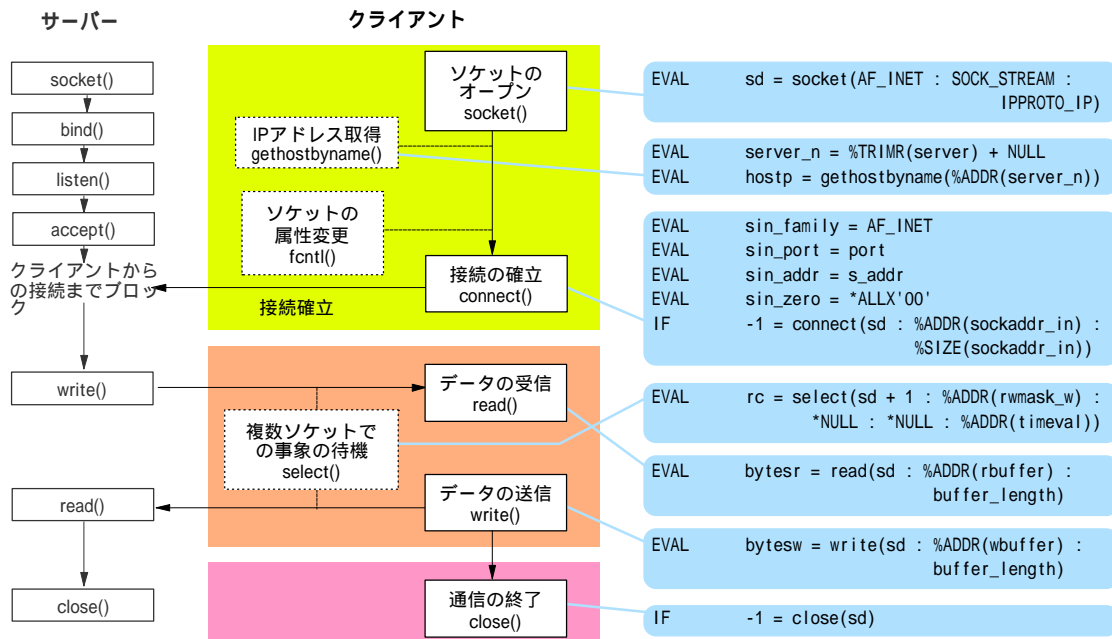 サーバー
クライアント
socket()
bind()
listen()
accept()
クライアントから
の接続までブロッ
ク
write()
read()
close()
ソケットの
オープン
socket()
IPアドレス取得
gethostbyname()
ソケットの
属性変更
fcntl()
接続の確立
connect()
接続確立
データの受信
read()
複数ソケットで
の事象の待機
select()
データの送信
write()
通信の終了
close()
EVAL sd = socket(AF_INET : SOCK_STREAM :
IPPROTO_IP)
EVAL server_n = %TRIMR(server) + NULL
EVAL hostp = gethostbyname(%ADDR(server_n))
EVAL sin_family = AF_INET
EVAL sin_port = port
EVAL sin_addr = s_addr
EVAL sin_zero = *ALLX'00'
IF -1 = connect(sd : %ADDR(sockaddr_in) :
%SIZE(sockaddr_in))
EVAL rc = select(sd + 1 : %ADDR(rwmask_w) :
*NULL : *NULL : %ADDR(timeval))
EVAL bytesr = read(sd : %ADDR(rbuffer) :
buffer_length)
EVAL bytesw = write(sd : %ADDR(wbuffer) :
buffer_length)
IF -1 = close(sd)